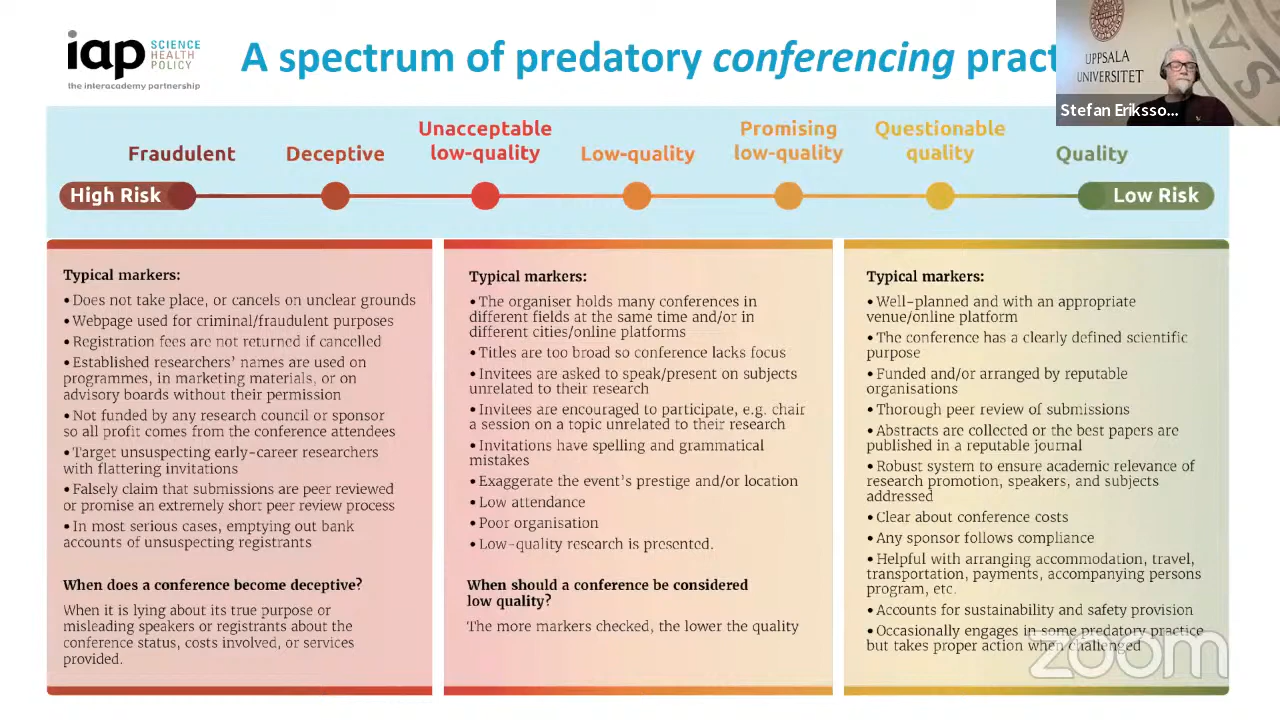 iap SCIENCE
HEALTH
POLICY
the interacademy partnership
A spectrum of predatory conferencing pract
UPPSALA
UNIVERSITET
Stefan Eriksso...
Fraudulent
Deceptive
Unacceptable
low-quality
Low-quality
Promising
low-quality
Questionable
quality
Quality
High Risk
Low Risk
Typical markers:
• Does not take place, or cancels on unclear grounds
• Webpage used for criminal/fraudulent purposes
• Registration fees are not returned if cancelled
• Established researchers' names are used on
programmes, in marketing materials, or on
advisory boards without their permission
• Not funded by any research council or sponsor
so all profit comes from the conference attendees
• Target unsuspecting early-career researchers
with flattering invitations
• Falsely claim that submissions are peer reviewed
or promise an extremely short peer review process
• In most serious cases, emptying out bank
accounts of unsuspecting registrants
When does a conference become deceptive?
When it is lying about its true purpose or
misleading speakers or registrants about the
conference status, costs involved, or services
provided.
Typical markers:
• The organiser holds many conferences in
different fields at the same time and/or in
different cities/online platforms
• Titles are too broad so conference lacks focus
• Invitees are asked to speak/present on subjects
unrelated to their research
• Invitees are encouraged to participate, e.g. chair
a session on a topic unrelated to their research
• Invitations have spelling and grammatical
mistakes
• Exaggerate the event's prestige and/or location
• Low attendance
• Poor organisation
• Low-quality research is presented.
When should a conference be considered
low quality?
The more markers checked, the lower the quality
Typical markers:
• Well-planned and with an appropriate
venue/online platform
• The conference has a clearly defined scientific
purpose
• Funded and/or arranged by reputable
organisations
• Thorough peer review of submissions
• Abstracts are collected or the best papers are
published in a reputable journal
• Robust system to ensure academic relevance of
research promotion, speakers, and subjects
addressed
• Clear about conference costs
• Any sponsor follows compliance
• Helpful with arranging accommodation, travel,
transportation, payments, accompanying persons
program, etc.
• Accounts for sustainability and safety provision
• Occasionally engages in some predatory practice
but takes proper action when challenged
zoom